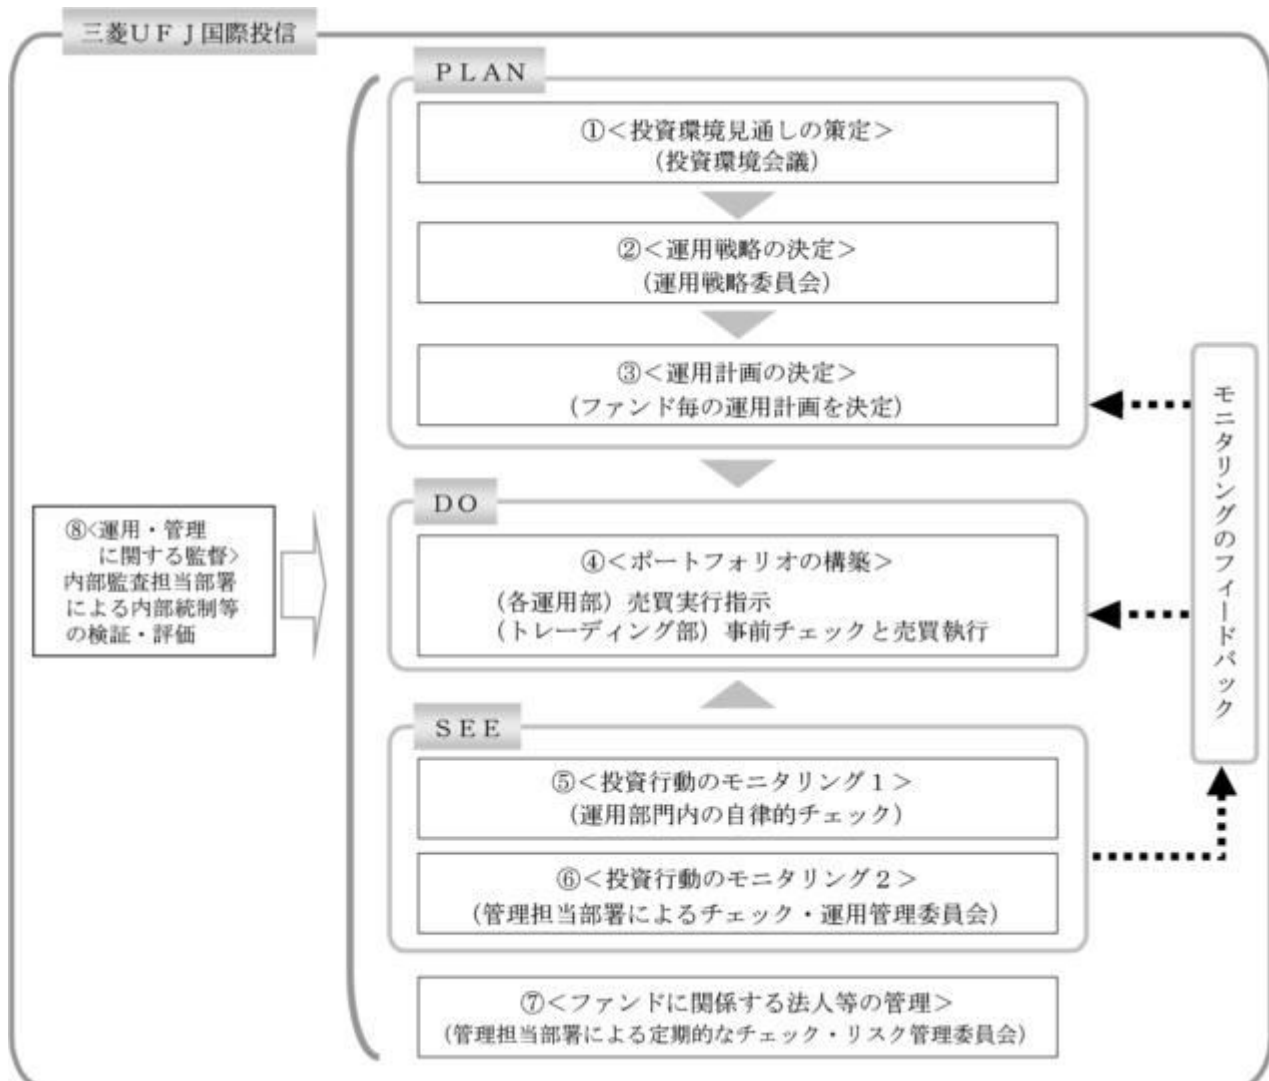 三菱ＵＦＪ国際投信
ＰＬＡＮ
①＜投資環境見通しの策定＞
（投資環境会議）
②＜運用戦略の決定＞
（運用戦略委員会）
③＜運用計画の決定＞
（ファンド毎の運用計画を決定）
ＤＯ
④＜ポートフォリオの構築＞
（各運用部）売買実行指示
（トレーディング部）事前チェックと売買執行
ＳＥＥ
⑤＜投資行動のモニタリング１＞
（運用部門内の自律的チェック）
⑥＜投資行動のモニタリング２＞
（管理担当部署によるチェック・運用管理委員会）
⑦＜ファンドに関係する法人等の管理＞
（管理担当部署による定期的なチェック・リスク管理委員会）
⑧<運用・管理
に関する監督>
内部監査担当部署
による内部統制等
の検証・評価
モニタリングのフィードバック